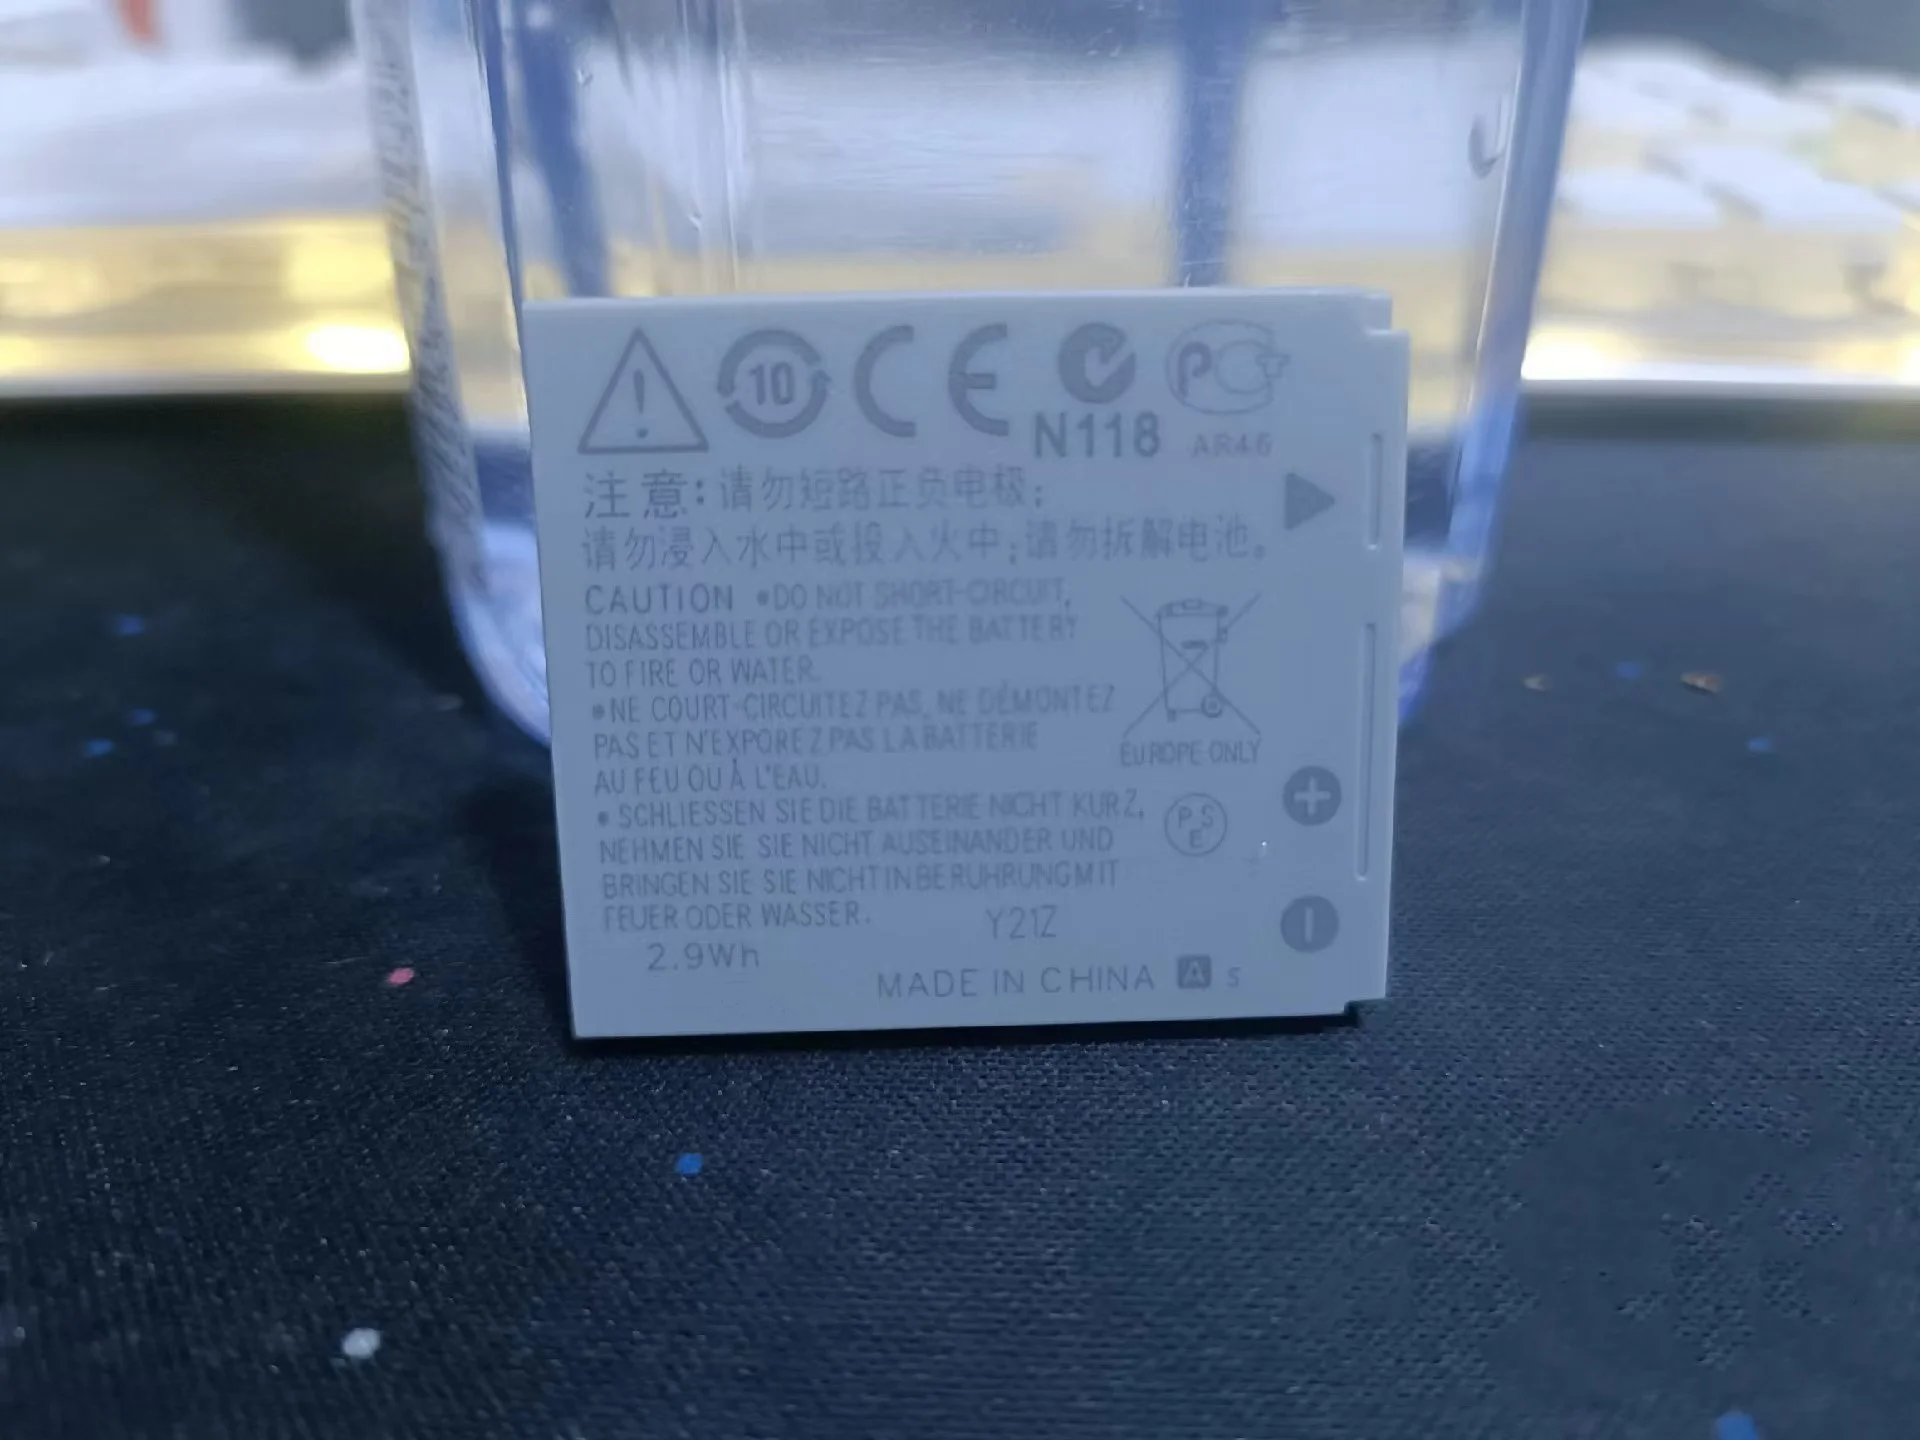 10 CE
N118 AR46
注意:请勿短路正负电极;
请勿浸入水中或投入火中;请勿拆解电池。
CAUTION •DO NOT SHORT-CIRCUIT,
DISASSEMBLE OR EXPOSE THE BATTERY
TO FIRE OR WATER.
•NE COURT-CIRCUITEZ PAS, NE DÉMONTEZ
PAS ET N'EXPOREZ PAS LA BATTERIE
AU FEU OU À L'EAU.
EUROPE ONLY
• SCHLIESSEN SIE DIE BATTERIE NICHT KURZ,
NEHMEN SIE SIE NICHT AUSEINANDER UND
BRINGEN SIE SIE NICHT IN BERUHRUNG MIT
FEUER ODER WASSER.
PSE
+
Y21Z
2.9Wh
MADE IN CHINA A S